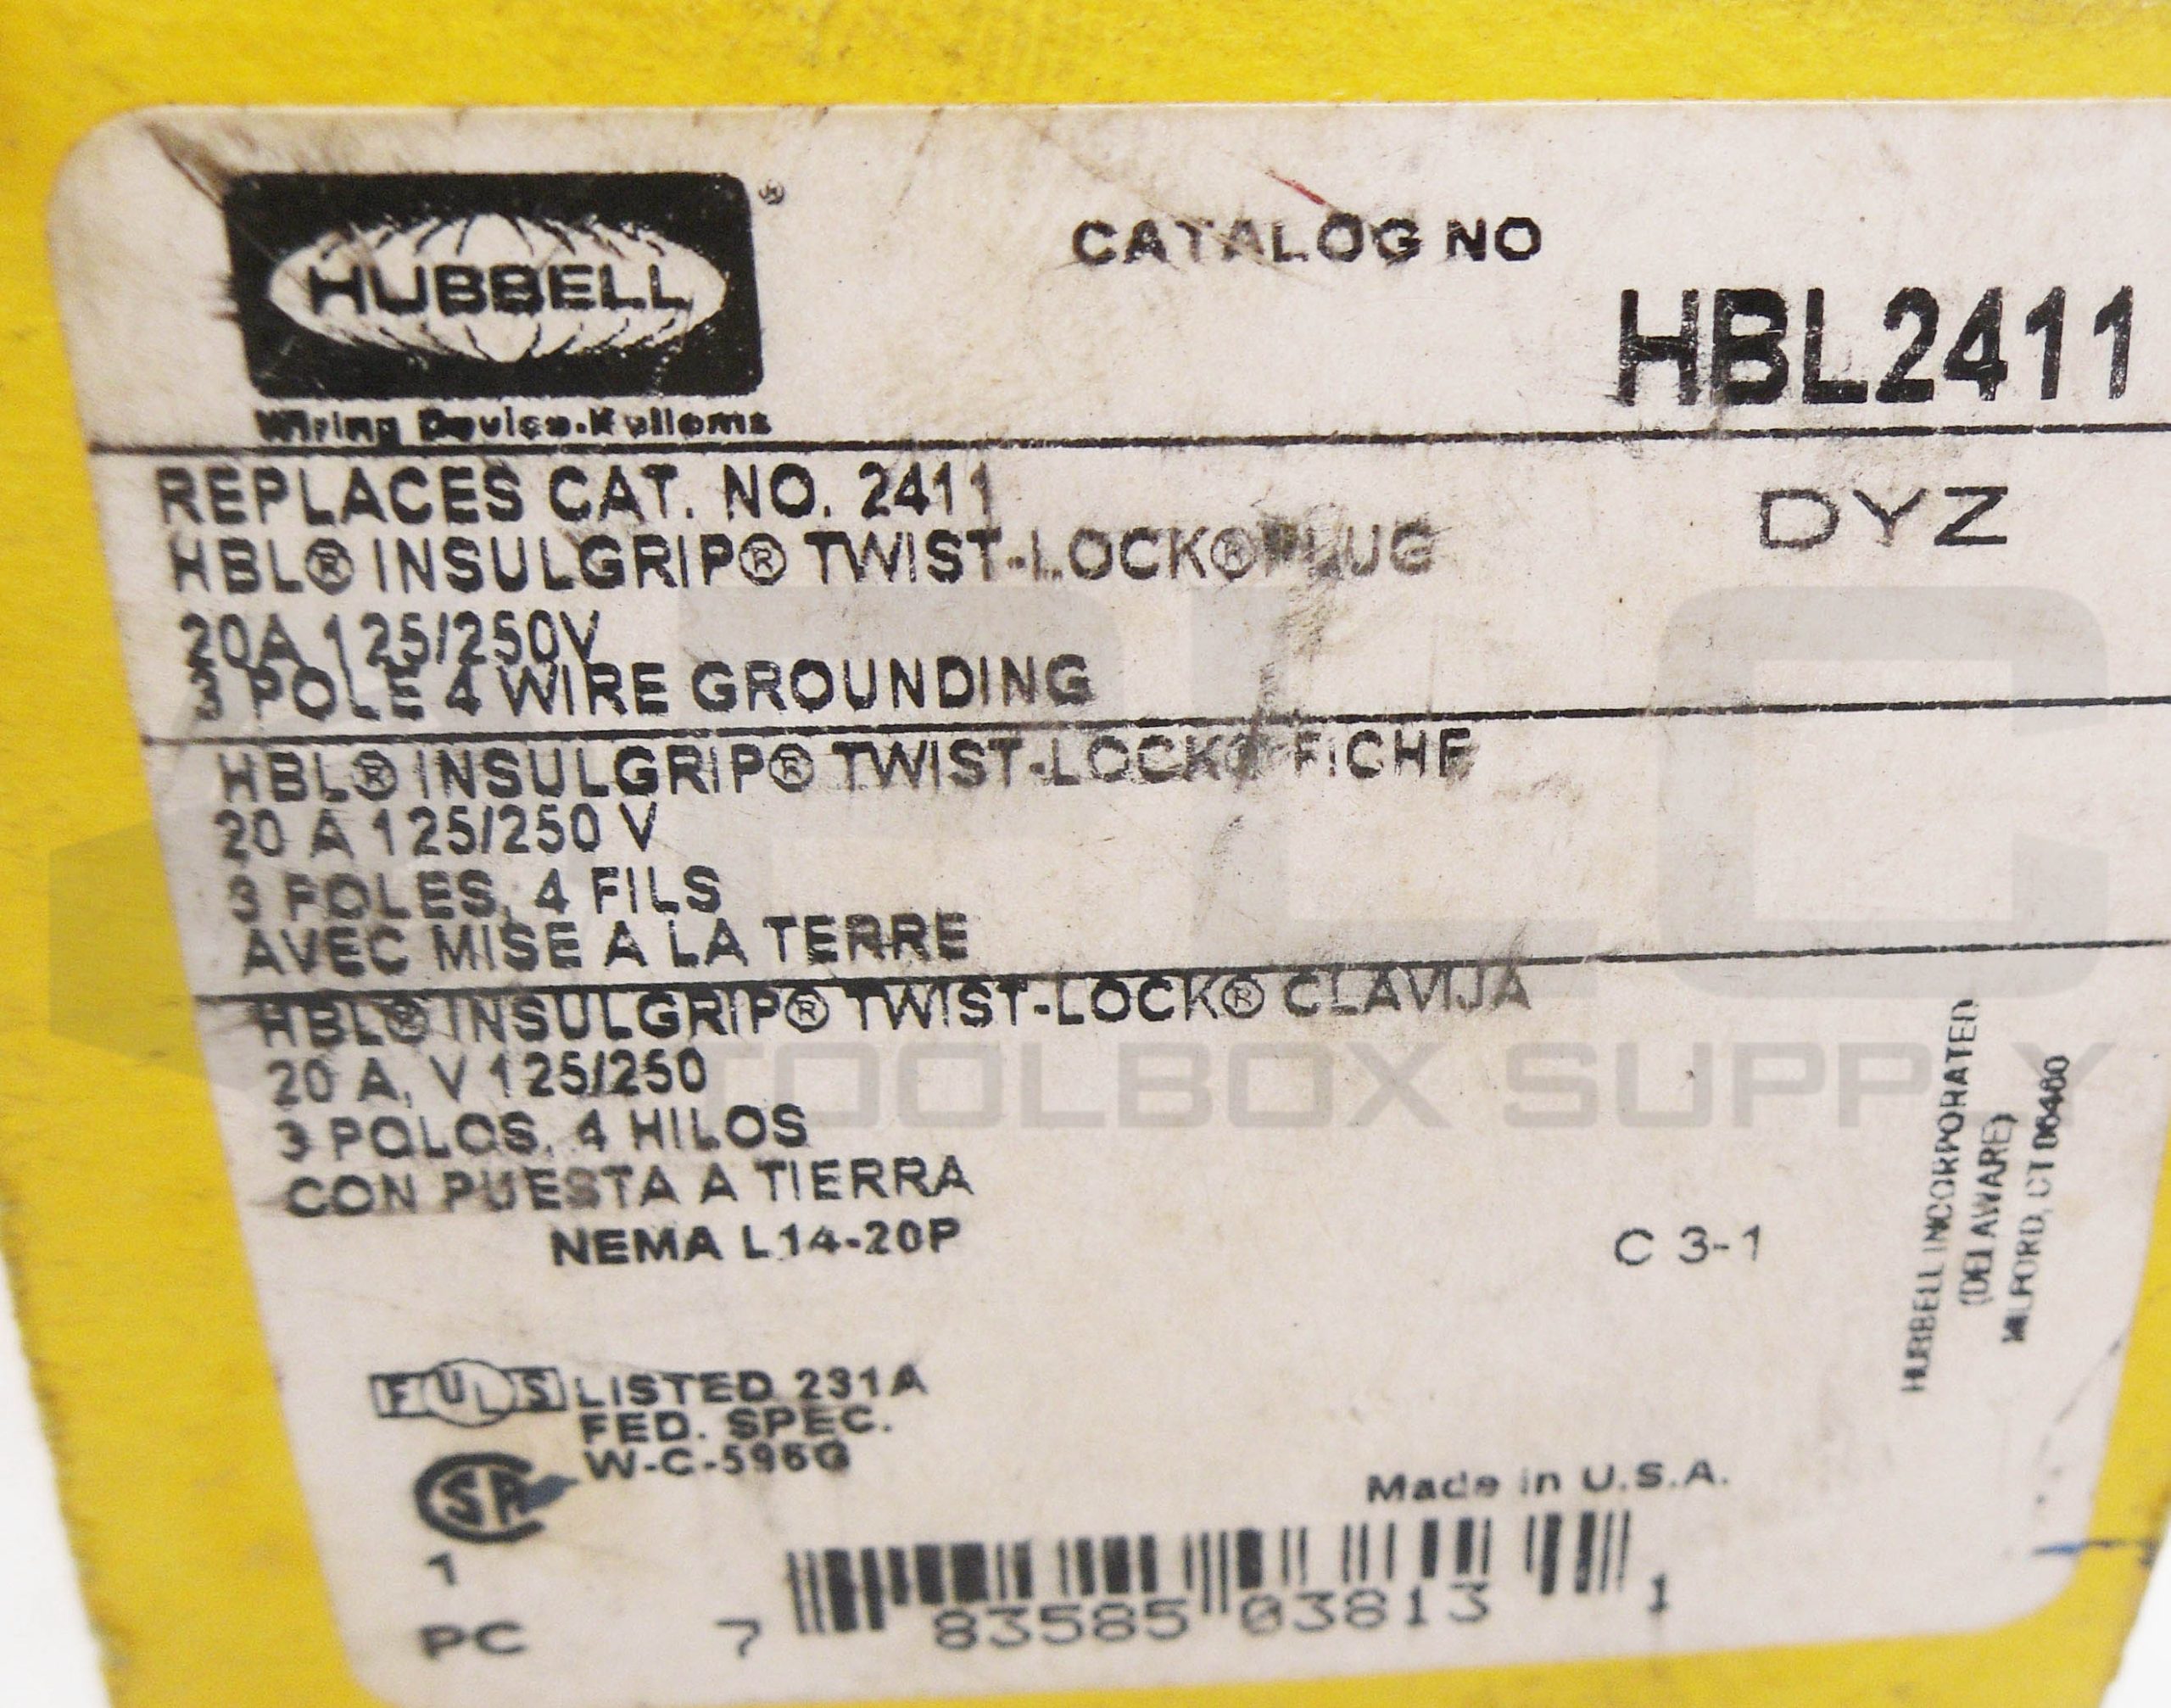 HUBBELL
Wiring Device-Kellems
CATALOG NO
HBL2411
REPLACES CAT. NO. 2411
DYZ
HBL® INSULGRIP® TWIST-LOCK® PLUG
20A 125/250V
3 POLE 4 WIRE GROUNDING
HBL® INSULGRIP® TWIST-LOCK® FICHE
20 A 125/250 V
3 POLES, 4 FILS
AVEC MISE A LA TERRE
HBL® INSULGRIP® TWIST-LOCK® CLAVIJA
20 A, V 125/250
3 POLOS, 4 HILOS
CON PUESTA A TIERRA
NEMA L14-20P
C 3-1
HUBBELL INCORPORATED
(DELAWARE)
MILFORD, CT 06460
F UL S LISTED 231A
FED. SPEC.
W-C-596G
SA
Made in U.S.A.
1
PC
7 83585 03813 1
PLC
TOOLBOX SUPPLY